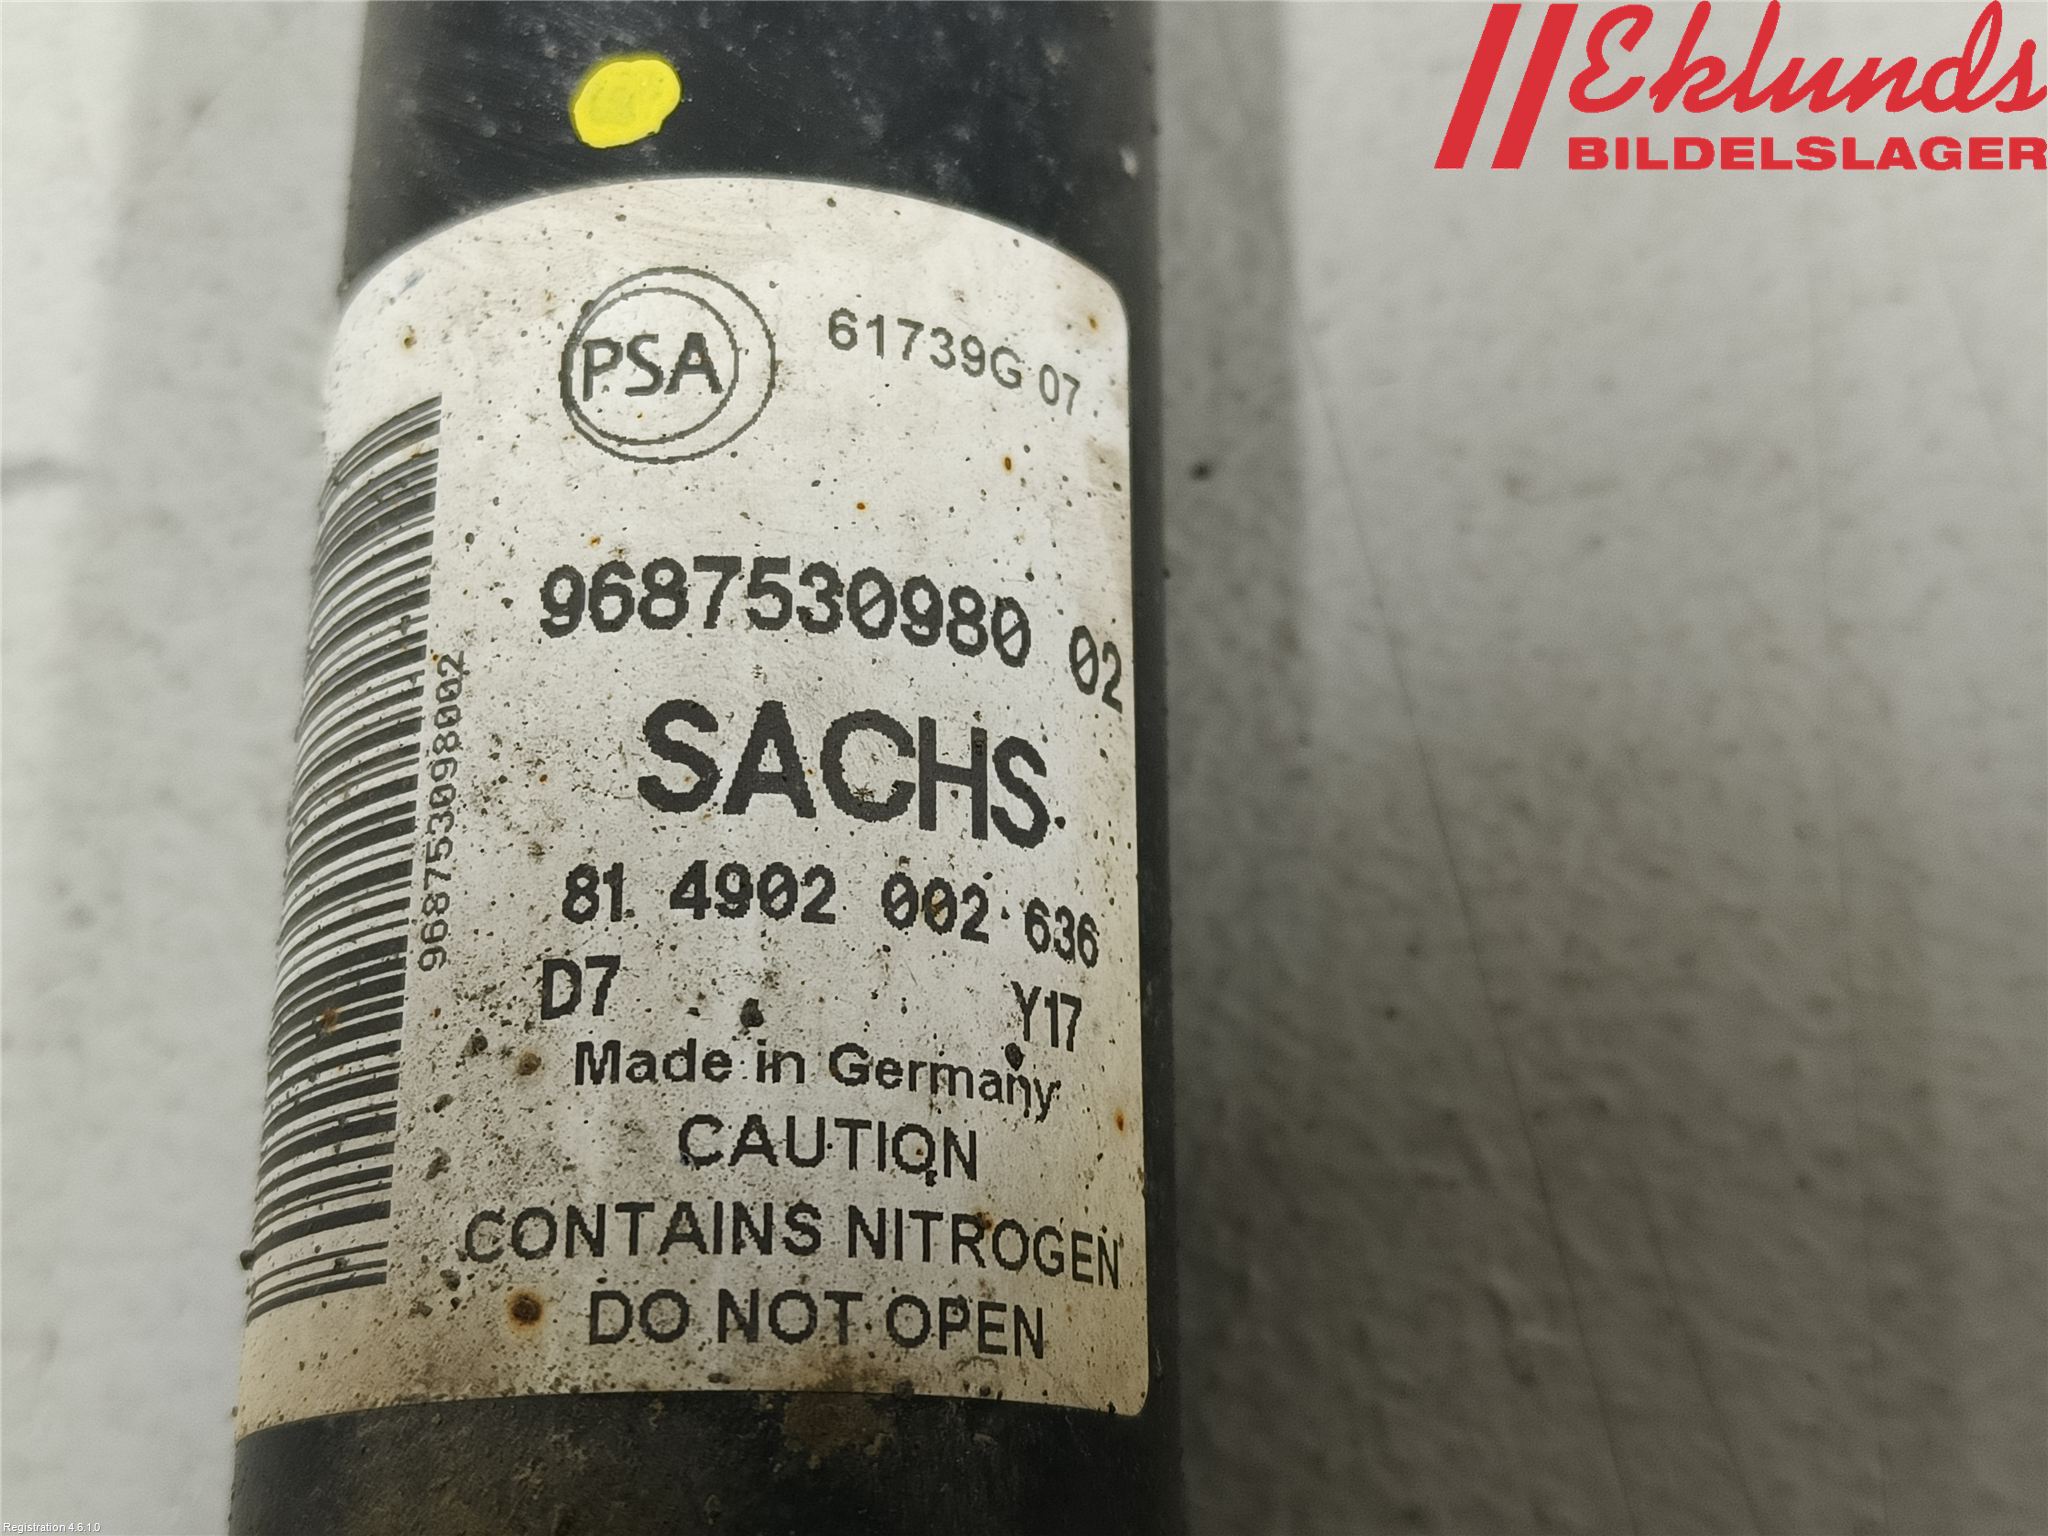 Eklunds
BILDELSLAGER
PSA
61739G 07
9687530980 02
968753098002
SACHS
81 4902 002 636
D7 Y17
Made in Germany
CAUTION
CONTAINS NITROGEN
DO NOT OPEN
Registration 4.6.1.0